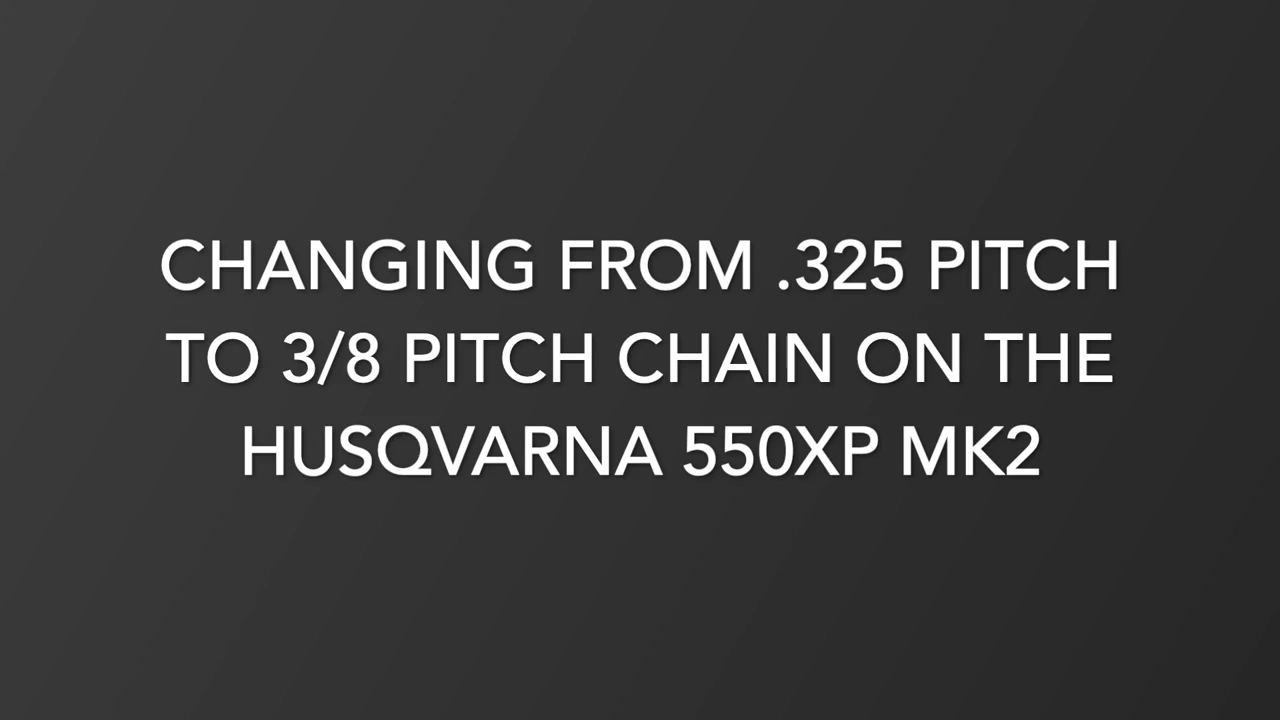 CHANGING FROM .325 PITCH
TO 3/8 PITCH CHAIN ON THE
HUSQVARNA 550XP MK2